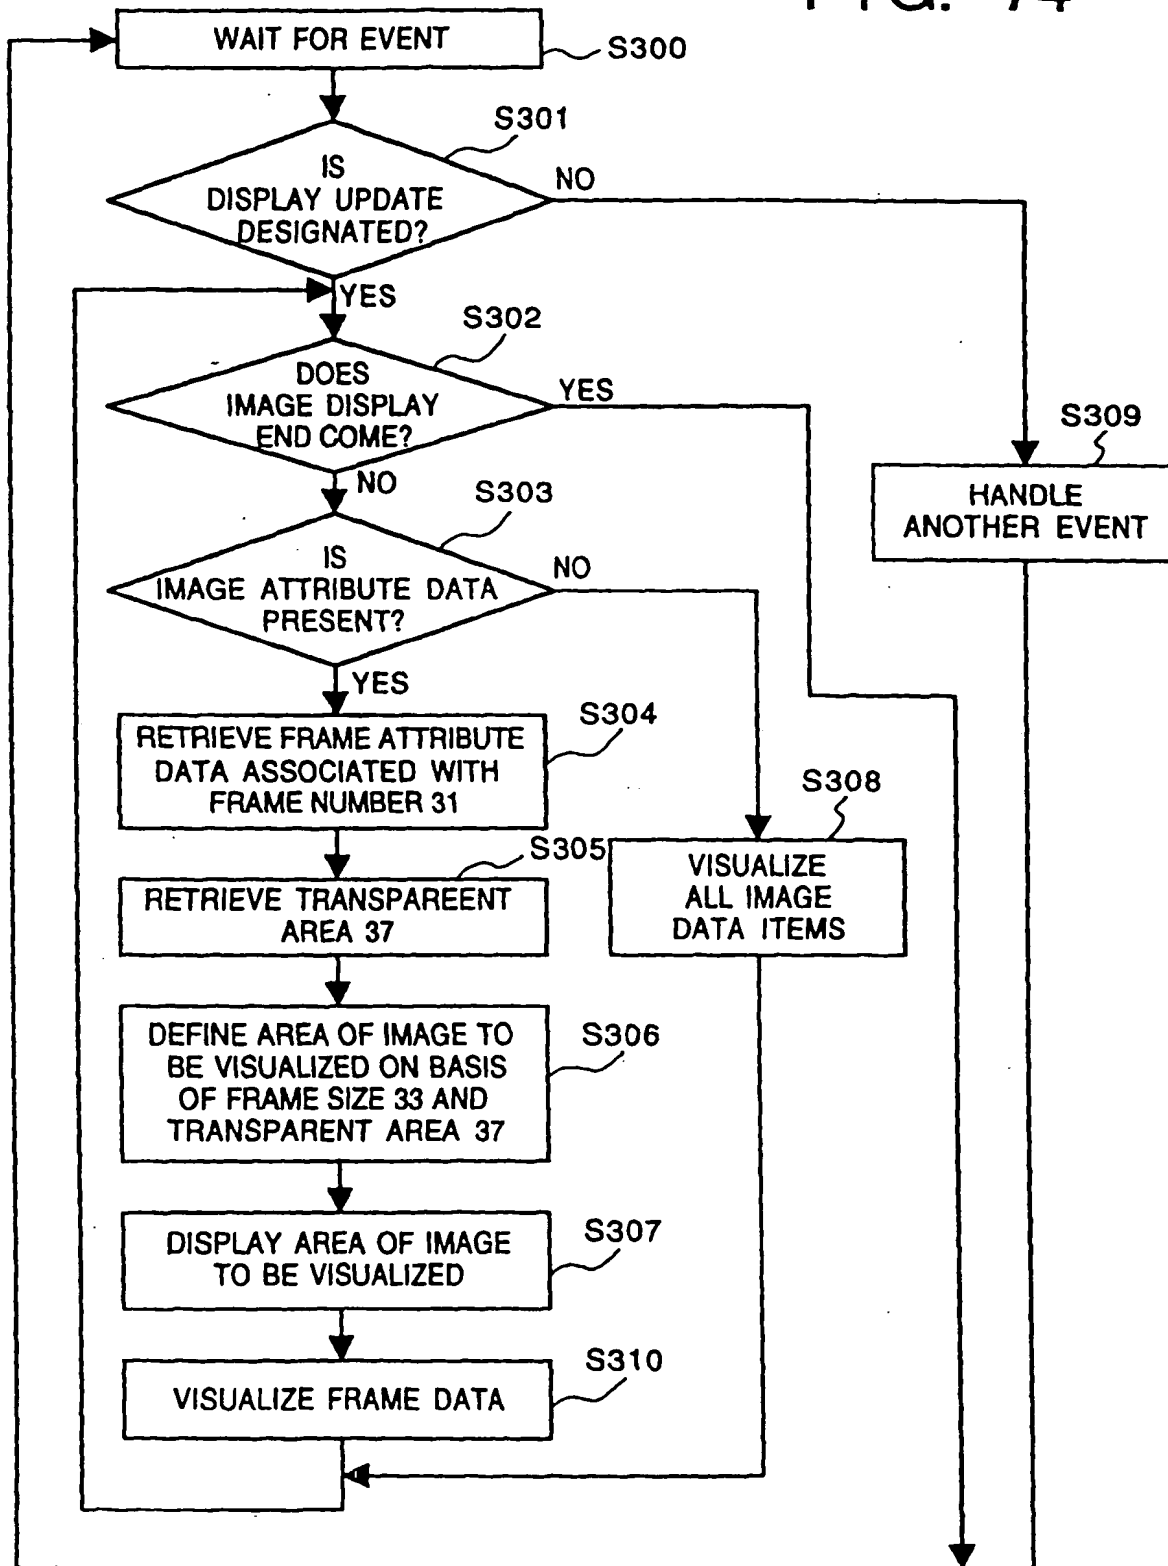 FIG. 74
WAIT FOR EVENT
S300
S301
IS
DISPLAY UPDATE
DESIGNATED?
NO
YES
S302
DOES
IMAGE DISPLAY
END COME?
YES
S309
HANDLE
ANOTHER EVENT
NO
S303
IS
IMAGE ATTRIBUTE DATA
PRESENT?
NO
YES
S304
RETRIEVE FRAME ATTRIBUTE
DATA ASSOCIATED WITH
FRAME NUMBER 31
S308
VISUALIZE
ALL IMAGE
DATA ITEMS
S305
RETRIEVE TRANSPAREENT
AREA 37
DEFINE AREA OF IMAGE TO
BE VISUALIZED ON BASIS
OF FRAME SIZE 33 AND
TRANSPARENT AREA 37
S306
DISPLAY AREA OF IMAGE
TO BE VISUALIZED
S307
VISUALIZE FRAME DATA
S310